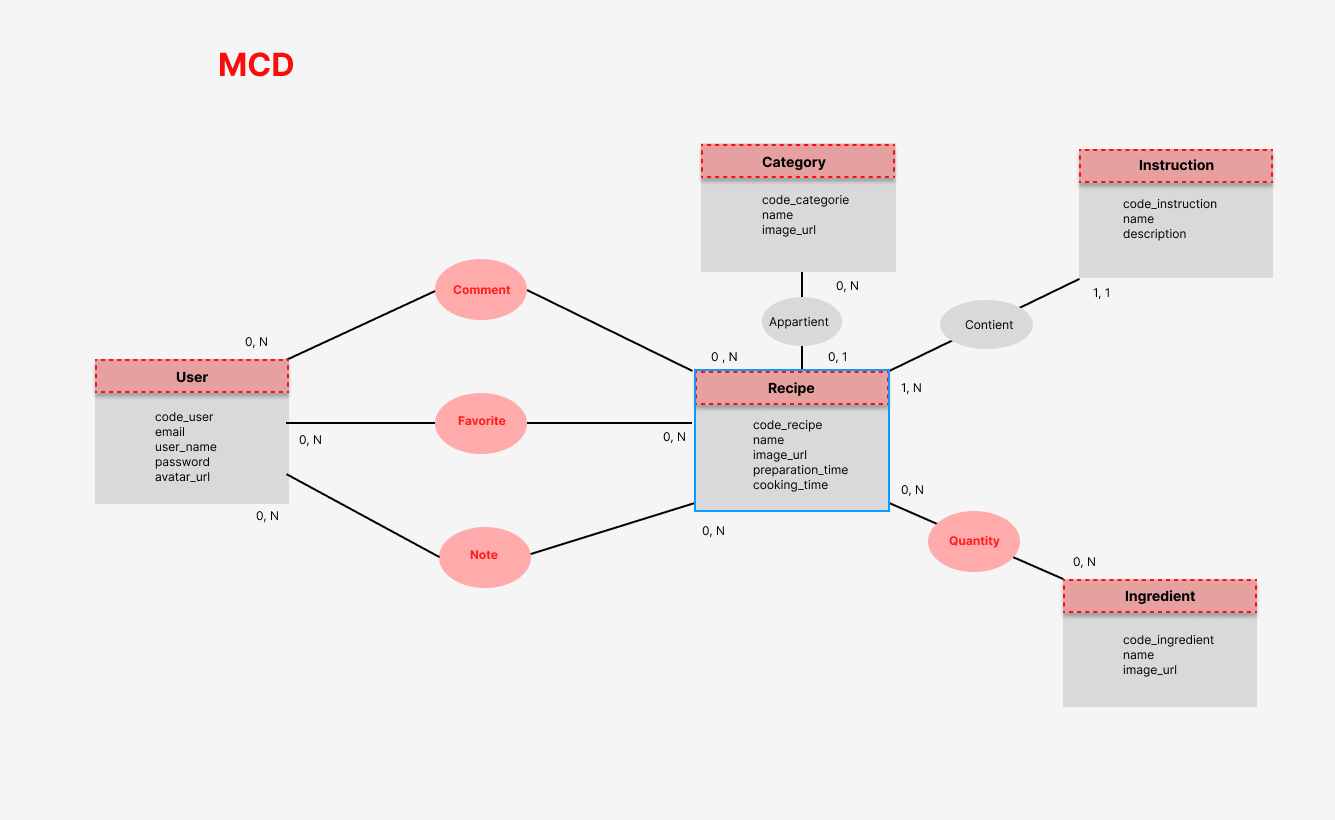 MCD
Category
code_categorie
name
image_url
0, N
Appartient
0, 1
Instruction
code_instruction
name
description
1, 1
Contient
1, N
Comment
0, N
0 , N
User
code_user
email
user_name
password
avatar_url
0, N
0, N
Favorite
0, N
Recipe
code_recipe
name
image_url
preparation_time
cooking_time
Note
0, N
0, N
Quantity
0, N
Ingredient
code_ingredient
name
image_url